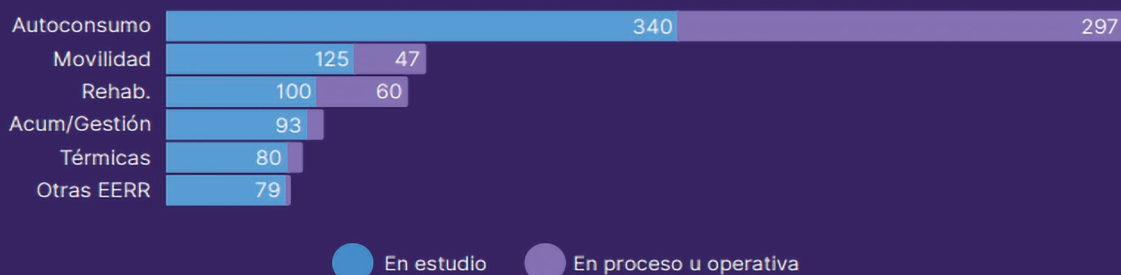 Autoconsumo 340 297
Movilidad 125 47
Rehab. 100 60
Acum/Gestión 93
Térmicas 80
Otras EERR 79
En estudio En proceso u operativa